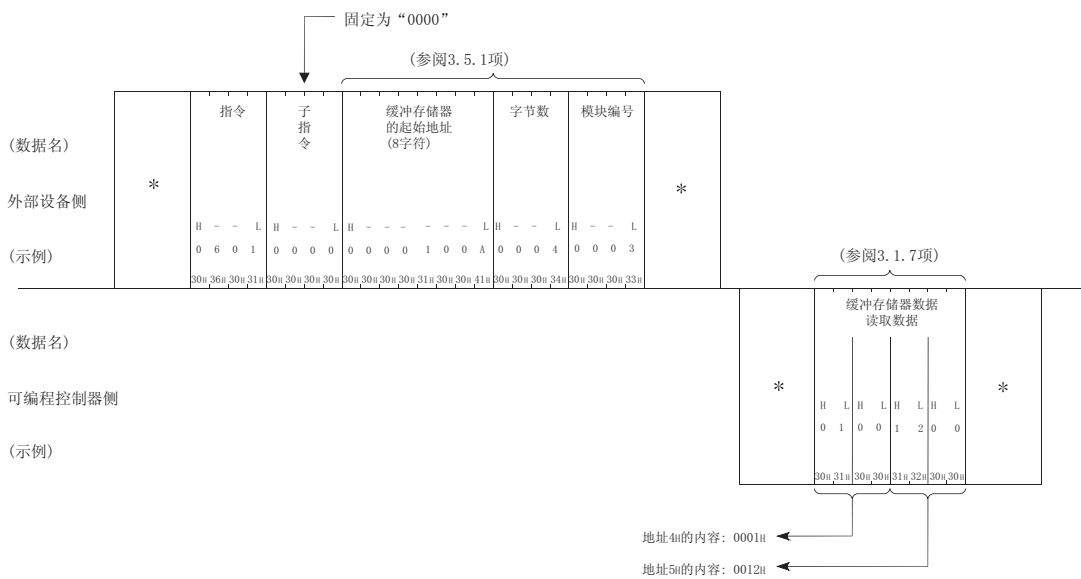 固定为“0000”
(参阅3.5.1项)
指令
子
指
令
缓冲存储器
的起始地址
(8字符)
字节数
模块编号
(数据名)
外部设备侧
(示例)
*
*
H - - L H - - L H - - - - - - L H - - L H - - L
0 6 0 1 0 0 0 0 0 0 0 0 1 0 0 A 0 0 0 4 0 0 0 3
30H 36H 30H 31H 30H 30H 30H 30H 30H 30H 30H 30H 31H 30H 30H 41H 30H 30H 30H 34H 30H 30H 30H 33H
(参阅3.1.7项)
缓冲存储器数据
读取数据
(数据名)
可编程控制器侧
(示例)
*
*
H L H L H L H L
0 1 0 0 1 2 0 0
30H 31H 30H 30H 31H 32H 30H 30H
地址4H的内容: 0001H
地址5H的内容: 0012H